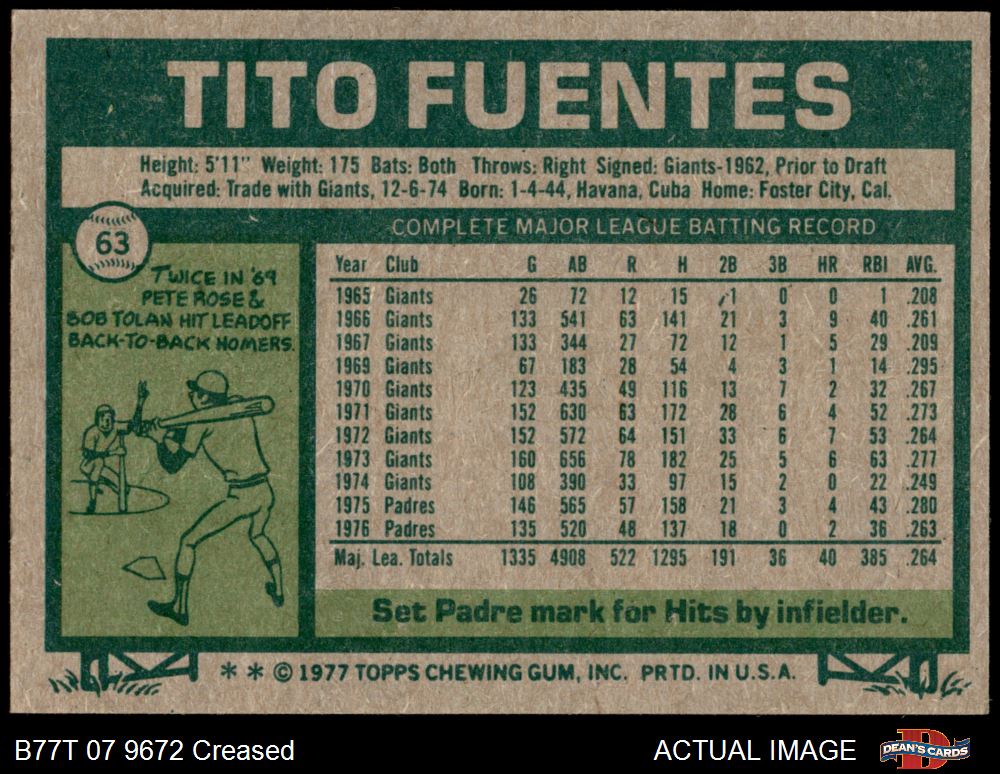 TITO FUENTES
Height: 5'11" Weight: 175 Bats: Both Throws: Right Signed: Giants-1962, Prior to Draft
Acquired: Trade with Giants, 12-6-74 Born: 1-4-44, Havana, Cuba Home: Foster City, Cal.
63
TWICE IN '69
PETE ROSE &
BOB TOLAN HIT LEADOFF
BACK-TO-BACK HOMERS.
COMPLETE MAJOR LEAGUE BATTING RECORD
Year Club G AB R H 2B 3B HR RBI AVG.
1965 Giants 26 72 12 15 1 0 0 1 .208
1966 Giants 133 541 63 141 21 3 9 40 .261
1967 Giants 133 344 27 72 12 1 5 29 .209
1969 Giants 67 183 28 54 4 3 1 14 .295
1970 Giants 123 435 49 116 13 7 2 32 .267
1971 Giants 152 630 63 172 28 6 4 52 .273
1972 Giants 152 572 64 151 33 6 7 53 .264
1973 Giants 160 656 78 182 25 5 6 63 .277
1974 Giants 108 390 33 97 15 2 0 22 .249
1975 Padres 146 565 57 158 21 3 4 43 .280
1976 Padres 135 520 48 137 18 0 2 36 .263
Maj. Lea. Totals 1335 4908 522 1295 191 36 40 385 .264
Set Padre mark for Hits by infielder.
** © 1977 TOPPS CHEWING GUM, INC. PRTD. IN U.S.A.
B77T 07 9672 Creased
ACTUAL IMAGE
DEAN'S CARDS